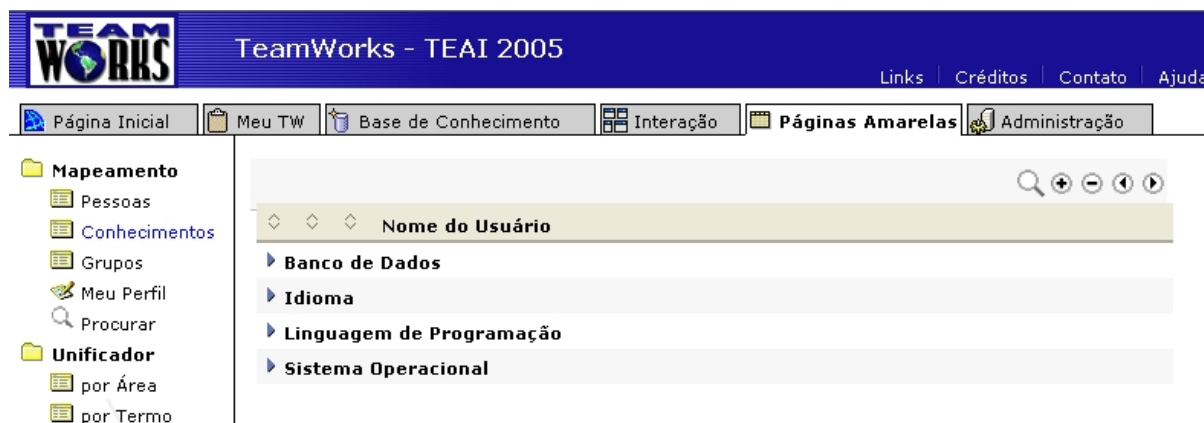 TEAM
WORKS
TeamWorks - TEAI 2005
Links Créditos Contato Ajuda
Página Inicial Meu TW Base de Conhecimento Interação Páginas Amarelas Administração
Mapeamento
Pessoas
Conhecimentos
Grupos
Meu Perfil
Procurar
Unificador
por Área
por Termo
Nome do Usuário
Banco de Dados
Idioma
Linguagem de Programação
Sistema Operacional